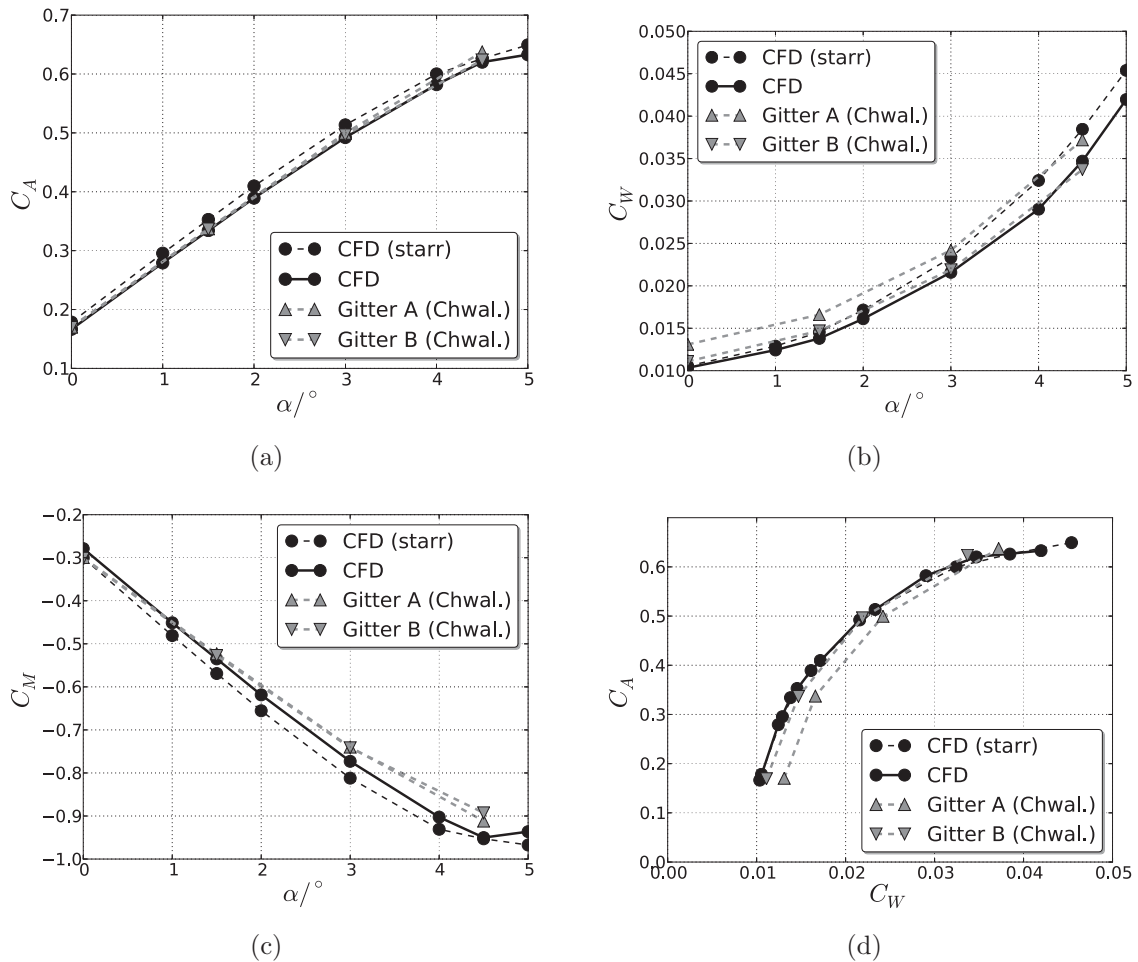 0.7
0.6
0.5
0.4
0.3
0.2
0.1
0 1 2 3 4 5
C_A
α/°
CFD (starr)
CFD
Gitter A (Chwal.)
Gitter B (Chwal.)
(a)
0.050
0.045
0.040
0.035
0.030
0.025
0.020
0.015
0.010
0 1 2 3 4 5
C_W
α/°
CFD (starr)
CFD
Gitter A (Chwal.)
Gitter B (Chwal.)
(b)
−0.2
−0.3
−0.4
−0.5
−0.6
−0.7
−0.8
−0.9
−1.0
0 1 2 3 4 5
C_M
α/°
CFD (starr)
CFD
Gitter A (Chwal.)
Gitter B (Chwal.)
(c)
0.6
0.5
0.4
0.3
0.2
0.1
0.0
0.00 0.01 0.02 0.03 0.04 0.05
C_A
C_W
CFD (starr)
CFD
Gitter A (Chwal.)
Gitter B (Chwal.)
(d)